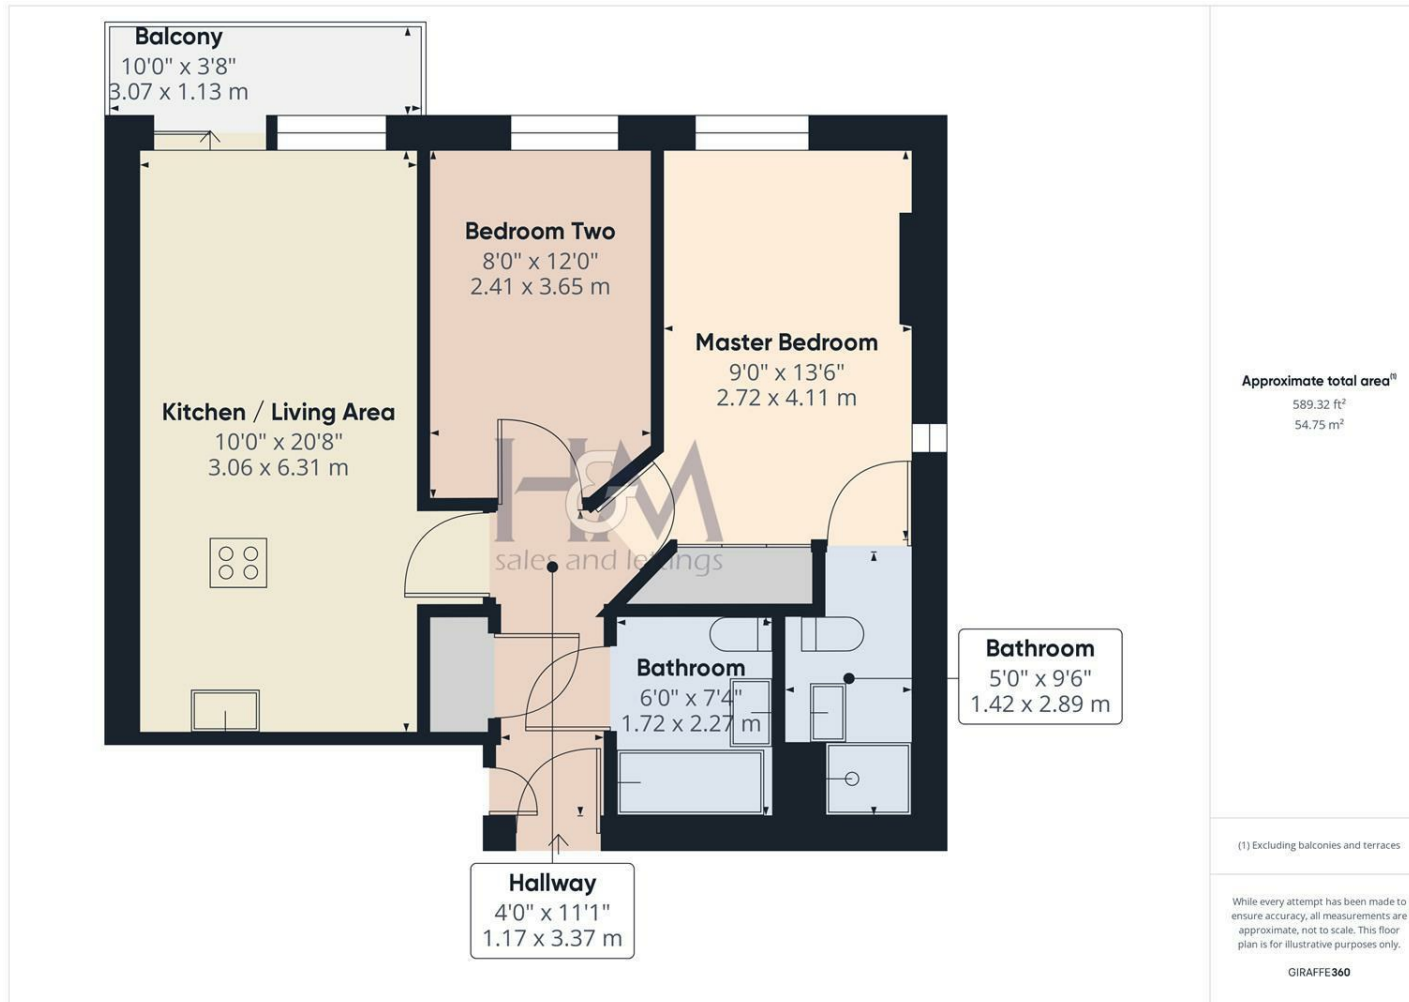 Balcony
10'0" x 3'8"
3.07 x 1.13 m
Bedroom Two
8'0" x 12'0"
2.41 x 3.65 m
Master Bedroom
9'0" x 13'6"
2.72 x 4.11 m
Kitchen / Living Area
10'0" x 20'8"
3.06 x 6.31 m
H&M
sales and lettings
Bathroom
6'0" x 7'4"
1.72 x 2.27 m
Bathroom
5'0" x 9'6"
1.42 x 2.89 m
Hallway
4'0" x 11'1"
1.17 x 3.37 m
Approximate total area(1)
589.32 ft²
54.75 m²
(1) Excluding balconies and terraces
While every attempt has been made to
ensure accuracy, all measurements are
approximate, not to scale. This floor
plan is for illustrative purposes only.
GIRAFFE360